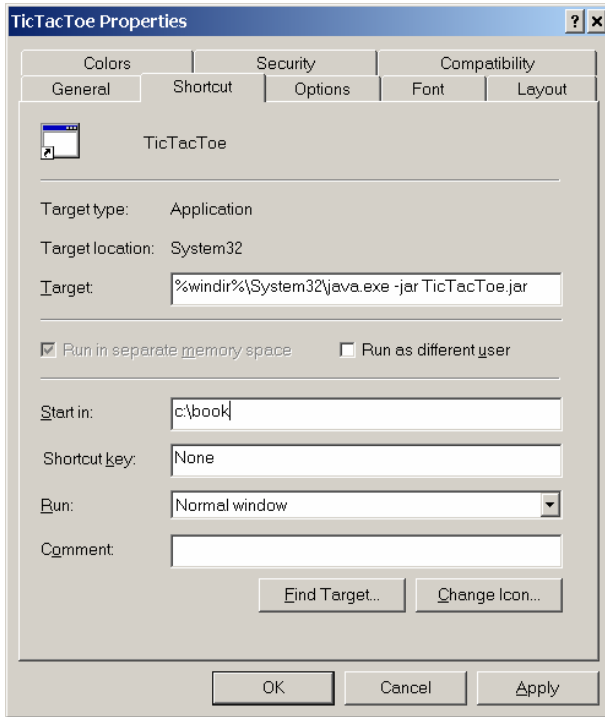 TicTacToe Properties
Colors Security Compatibility
General Shortcut Options Font Layout
TicTacToe
Target type: Application
Target location: System32
Target: %windir%\System32\java.exe -jar TicTacToe.jar
Run in separate memory space Run as different user
Start in: c:\book
Shortcut key: None
Run: Normal window
Comment:
Find Target... Change Icon...
OK Cancel Apply